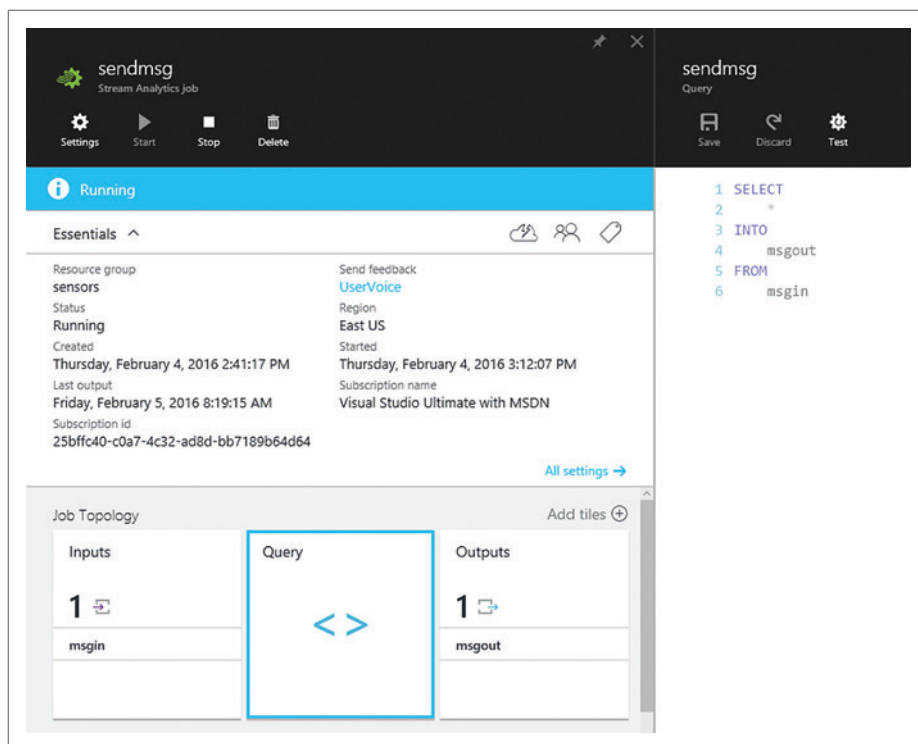 sendmsg
Stream Analytics job
Settings
Start
Stop
Delete
Running
Essentials
Resource group
sensors
Status
Running
Created
Thursday, February 4, 2016 2:41:17 PM
Last output
Friday, February 5, 2016 8:19:15 AM
Subscription id
25bffc40-c0a7-4c32-ad8d-bb7189b64d64
Send feedback
UserVoice
Region
East US
Started
Thursday, February 4, 2016 3:12:07 PM
Subscription name
Visual Studio Ultimate with MSDN
All settings
Job Topology
Add tiles
Inputs
1
msgin
Query
< >
Outputs
1
msgout
sendmsg
Query
Save
Discard
Test
1 SELECT
2 *
3 INTO
4 msgout
5 FROM
6 msgin